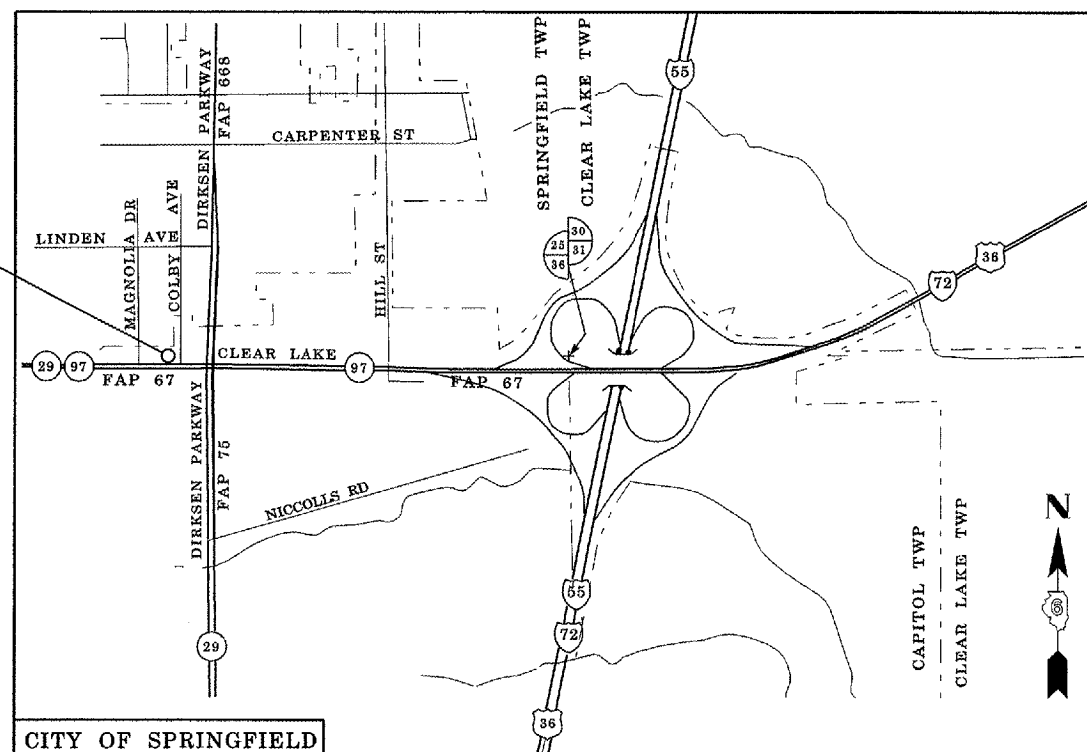 DIRKSEN PARKWAY
FAP 668
SPRINGFIELD TWP
CLEAR LAKE TWP
55
CARPENTER ST
MAGNOLIA DR
COLBY AVE
LINDEN AVE
HILL ST
25
30
36
31
36
72
CLEAR LAKE
29
97
FAP 67
97
FAP 67
DIRKSEN PARKWAY
FAP 75
NICCOLLS RD
CAPITOL TWP
CLEAR LAKE TWP
N
6
55
72
29
36
CITY OF SPRINGFIELD